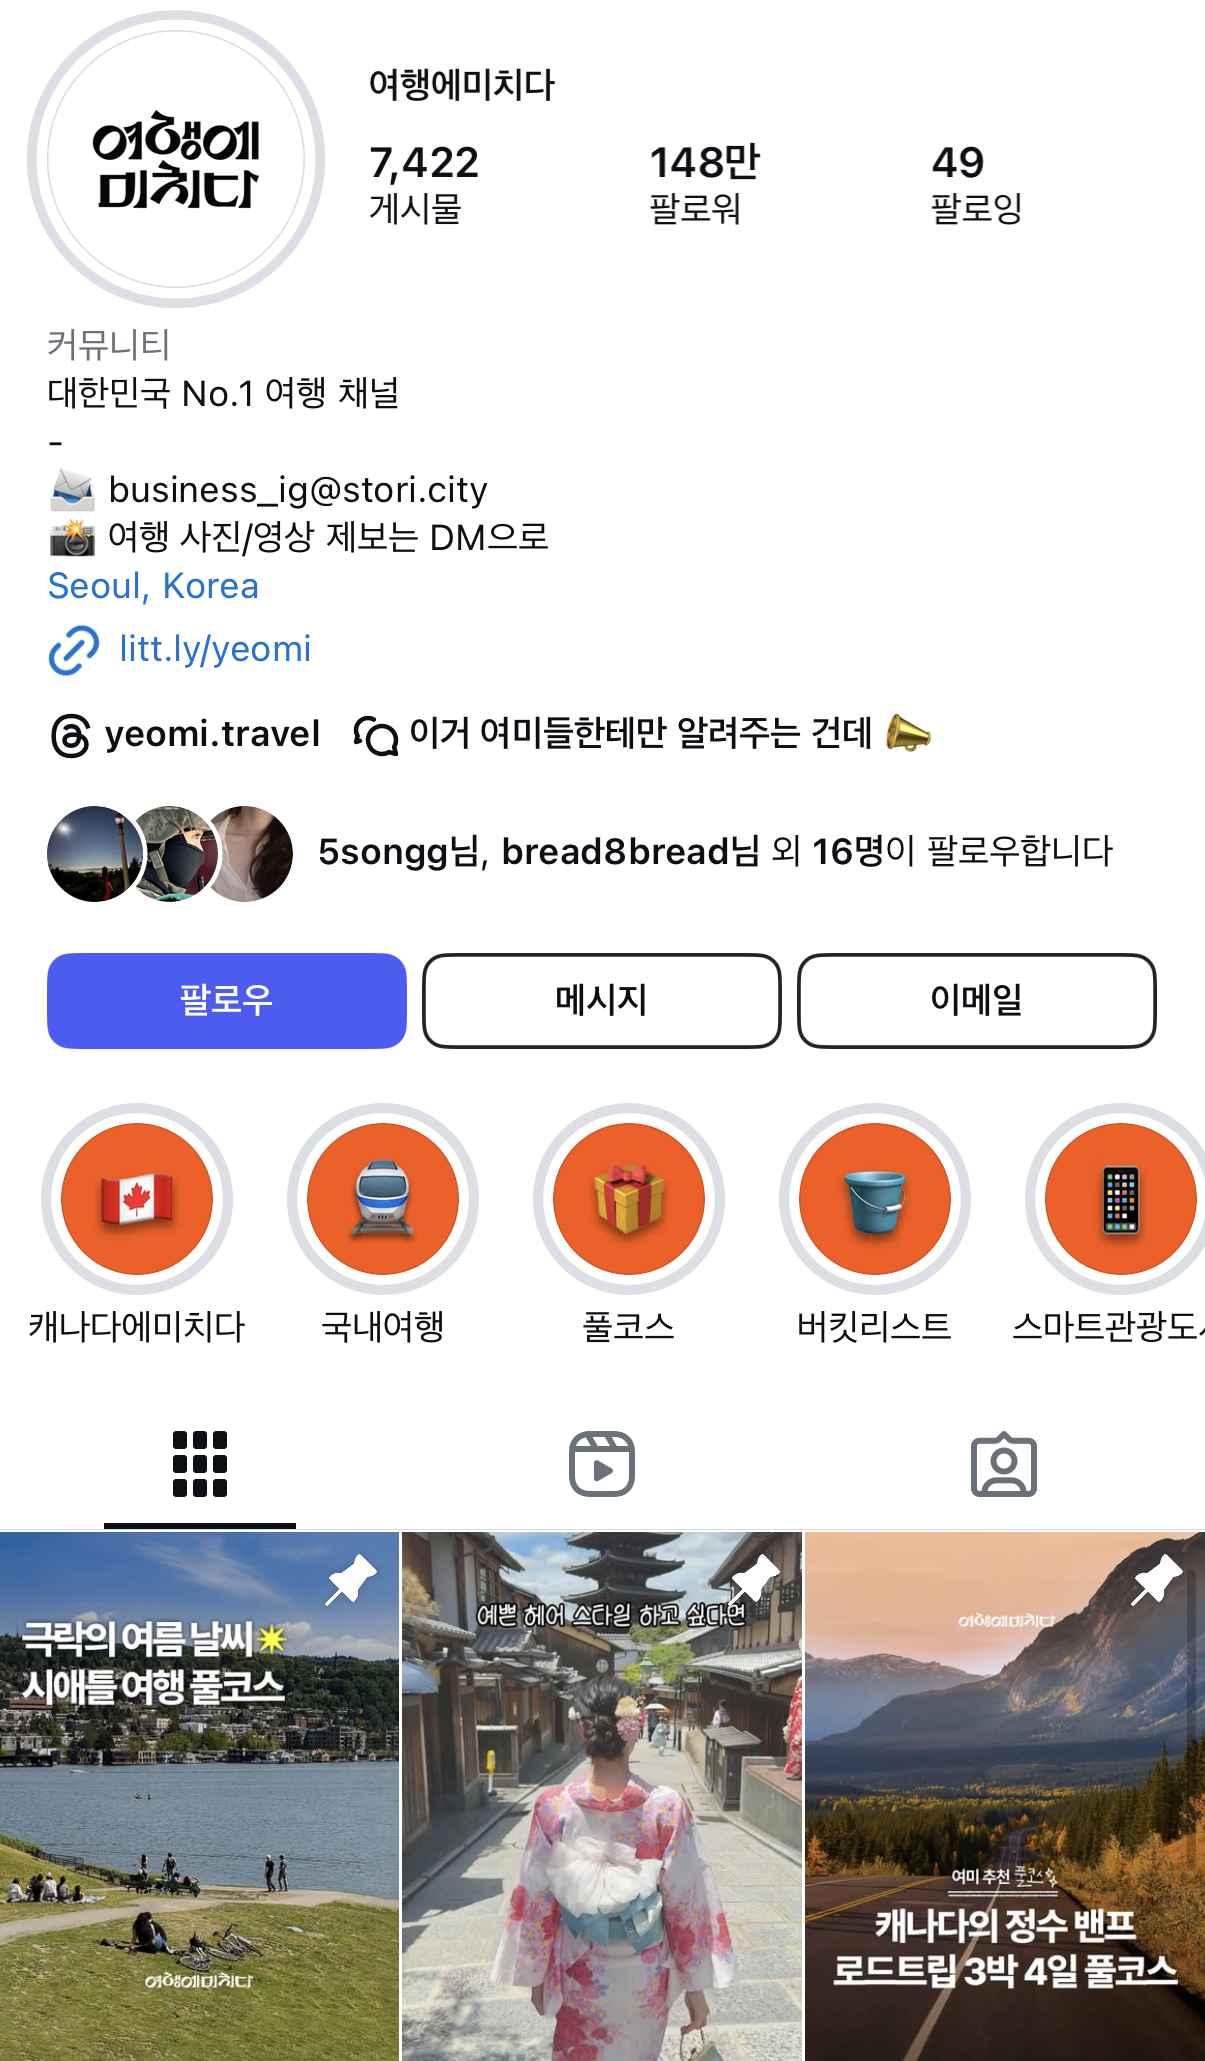 여행에
미치다
여행에미치다
7,422
148만
49
게시물
팔로워
팔로잉
커뮤니티
대한민국 No.1 여행 채널
-
business_ig@stori.city
여행 사진/영상 제보는 DM으로
Seoul, Korea
litt.ly/yeomi
yeomi.travel
이거 여미들한테만 알려주는 건데
5songg님, bread8bread님 외 16명이 팔로우합니다
팔로우
메시지
이메일
캐나다에미치다
국내여행
풀코스
버킷리스트
스마트관광도
극락의 여름 날씨
시애틀 여행 풀코스
여행에미치다
예쁜 헤어 스타일 하고 싶다면
여행에미치다
여미 추천 풀코스
캐나다의 정수 밴프
로드트립 3박 4일 풀코스